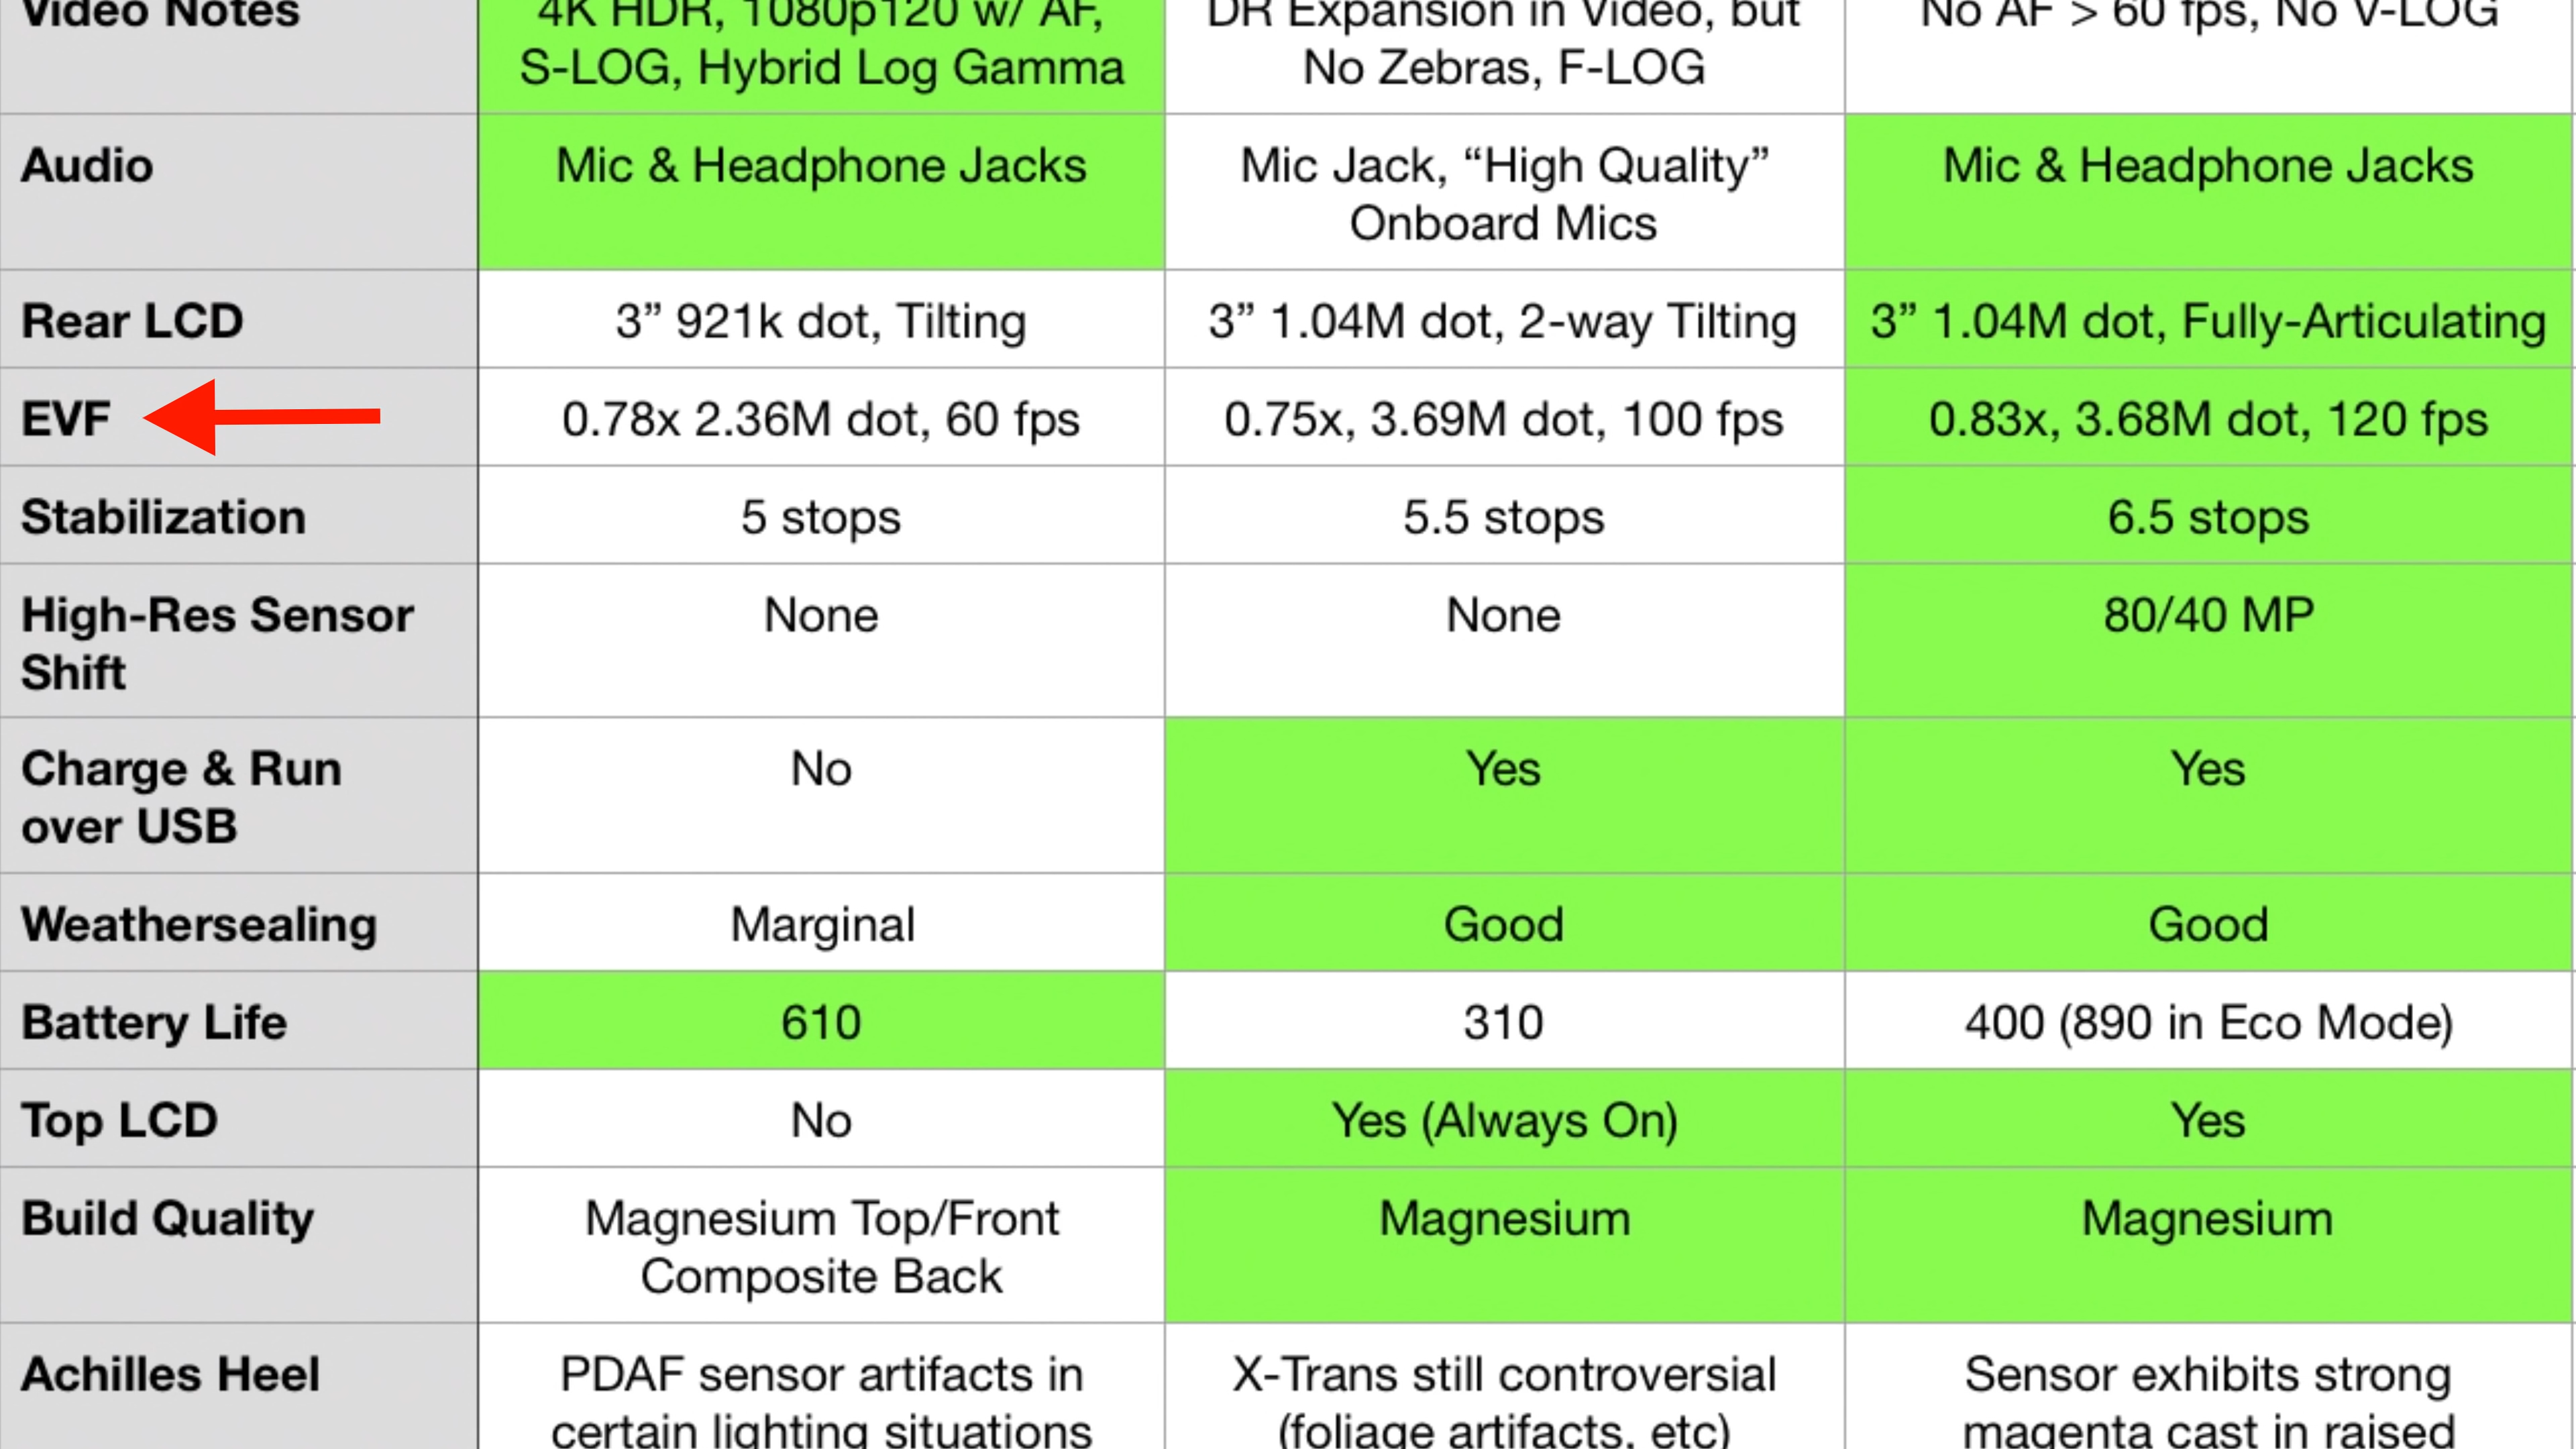 Video Notes
4K HDR, 1080p120 w/ AF,
S-LOG, Hybrid Log Gamma
DR Expansion in Video, but
No Zebras, F-LOG
No AF > 60 fps, No V-LOG
Audio
Mic & Headphone Jacks
Mic Jack, “High Quality”
Onboard Mics
Mic & Headphone Jacks
Rear LCD
3” 921k dot, Tilting
3” 1.04M dot, 2-way Tilting
3” 1.04M dot, Fully-Articulating
EVF
0.78x 2.36M dot, 60 fps
0.75x, 3.69M dot, 100 fps
0.83x, 3.68M dot, 120 fps
Stabilization
5 stops
5.5 stops
6.5 stops
High-Res Sensor
Shift
None
None
80/40 MP
Charge & Run
over USB
No
Yes
Yes
Weathersealing
Marginal
Good
Good
Battery Life
610
310
400 (890 in Eco Mode)
Top LCD
No
Yes (Always On)
Yes
Build Quality
Magnesium Top/Front
Composite Back
Magnesium
Magnesium
Achilles Heel
PDAF sensor artifacts in
certain lighting situations
X-Trans still controversial
(foliage artifacts, etc)
Sensor exhibits strong
magenta cast in raised